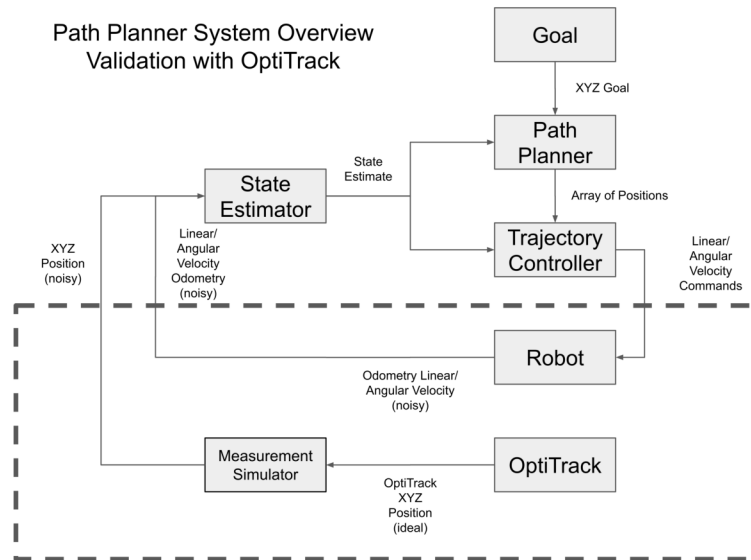 Path Planner System Overview
Validation with OptiTrack
Goal
XYZ Goal
Path
Planner
State
Estimate
State
Estimator
Array of Positions
Trajectory
Controller
XYZ
Position
(noisy)
Linear/
Angular
Velocity
Odometry
(noisy)
Linear/
Angular
Velocity
Commands
Robot
Odometry Linear/
Angular Velocity
(noisy)
Measurement
Simulator
OptiTrack
OptiTrack
XYZ
Position
(ideal)